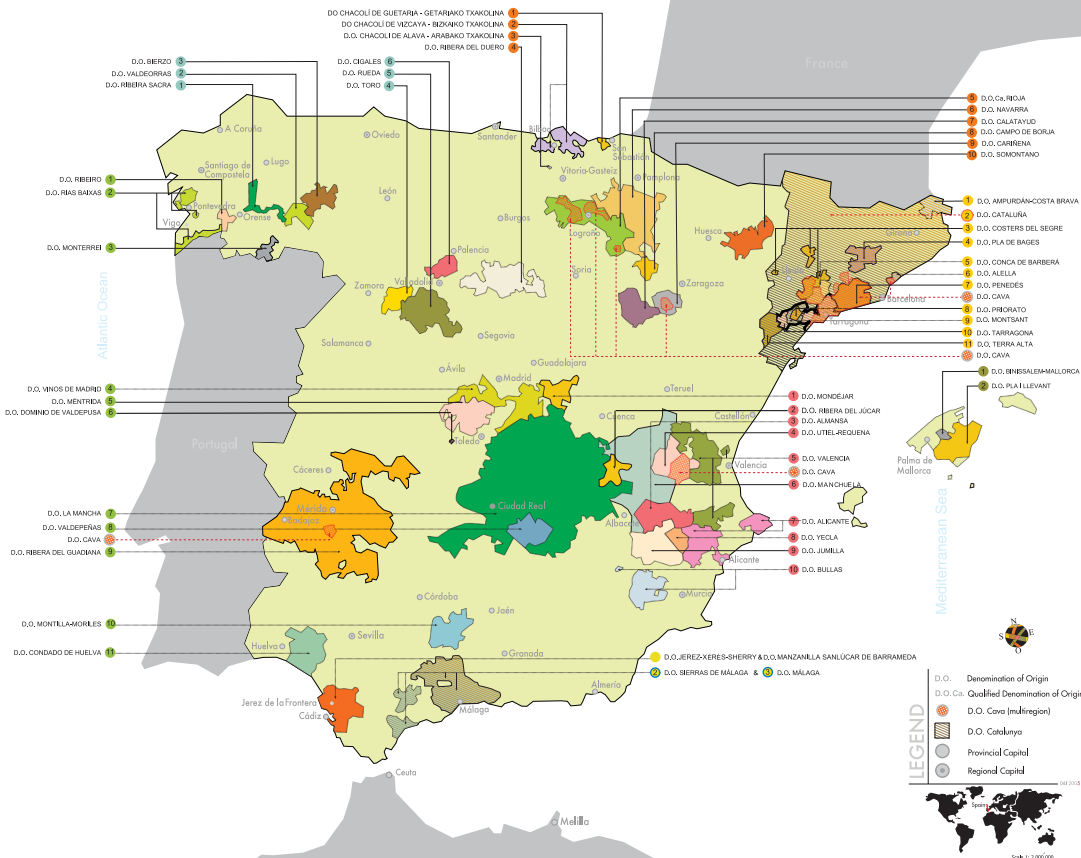 DO CHACOLÍ DE GUETARIA - GETARIAKO TXAKOLINA 1
DO CHACOLÍ DE VIZCAYA - BIZKAIKO TXAKOLINA 2
D.O. CHACOLI DE ALAVA - ARABAKO TXAKOLINA 3
D.O. RIBERA DEL DUERO 4
D.O. BIERZO 3
D.O. VALDEORRAS 2
D.O. RIBEIRA SACRA 1
D.O. CIGALES 6
D.O. RUEDA 5
D.O. TORO 4
France
5 D.O,Ca. RIOJA
6 D.O. NAVARRA
7 D.O. CALATAYUD
8 D.O. CAMPO DE BORJA
9 D.O. CARIÑENA
10 D.O. SOMONTANO
D.O. RIBEIRO 1
D.O. RIAS BAIXAS 2
D.O. MONTERREI 3
A Coruña
Santiago de Compostela
Lugo
Pontevedra
Vigo
Orense
Oviedo
León
Santander
Bilbao
San Sebastián
Vitoria-Gasteiz
Pamplona
Burgos
Logroño
Palencia
Valladolid
Zamora
Soria
Huesca
Zaragoza
Girona
Barcelona
Tarragona
Segovia
Salamanca
Ávila
Guadalajara
Madrid
Teruel
Cuenca
Castellón
Toledo
Valencia
Palma de Mallorca
Atlantic Ocean
Portugal
Mediterranean Sea
1 D.O, AMPURDÁN-COSTA BRAVA
2 D.O. CATALUÑA
3 D.O. COSTERS DEL SEGRE
4 D.O. PLA DE BAGES
5 D.O, CONCA DE BARBERÁ
6 D.O. ALELLA
7 D.O. PENEDÉS
D.O. CAVA
8 D.O. PRIORATO
9 D.O. MONTSANT
10 D.O. TARRAGONA
11 D.O, TERRA ALTA
D.O. CAVA
1 D.O. BINISSALEM-MALLORCA
2 D.O. PLA I LLEVANT
D.O, VINOS DE MADRID 4
D.O. MÉNTRIDA 5
D.O. DOMINIO DE VALDEPUSA 6
1 D.O. MONDÉJAR
2 D.O. RIBERA DEL JÚCAR
3 D.O. ALMANSA
4 D.O. UTIEL-REQUENA
5 D.O. VALENCIA
D.O. CAVA
6 D.O. MANCHUELA
7 D.O. ALICANTE
8 D.O. YECLA
9 D.O. JUMILLA
10 D.O. BULLAS
Cáceres
Mérida
Badajoz
Ciudad Real
Albacete
Alicante
Murcia
D.O. LA MANCHA 7
D.O. VALDEPEÑAS 8
D.O. CAVA
D.O. RIBERA DEL GUADIANA 9
D,O, MONTILLA-MORILES 10
D.O. CONDADO DE HUELVA 11
Córdoba
Jaén
Huelva
Sevilla
Granada
Almería
Jerez de la Frontera
Cádiz
Málaga
Ceuta
Melilla
D,O,JEREZ-XERÉS-SHERRY & D,O, MANZANILLA SANLÚCAR DE BARRAMEDA
2 D.O. SIERRAS DE MÁLAGA & 3 D.O. MÁLAGA
N
E
S
O
LEGEND
D.O. Denomination of Origin
D.O. Ca. Qualified Denomination of Origin
D.O. Cava (multiregion)
D.O. Catalunya
Provincial Capital
Regional Capital
Spain
Scale 1: 2.000.000